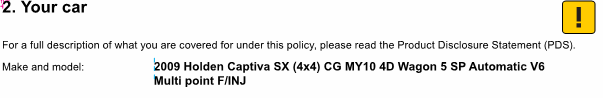 2. Your car
!
For a full description of what you are covered for under this policy, please read the Product Disclosure Statement (PDS).
Make and model: 2009 Holden Captiva SX (4x4) CG MY10 4D Wagon 5 SP Automatic V6
Multi point F/INJ